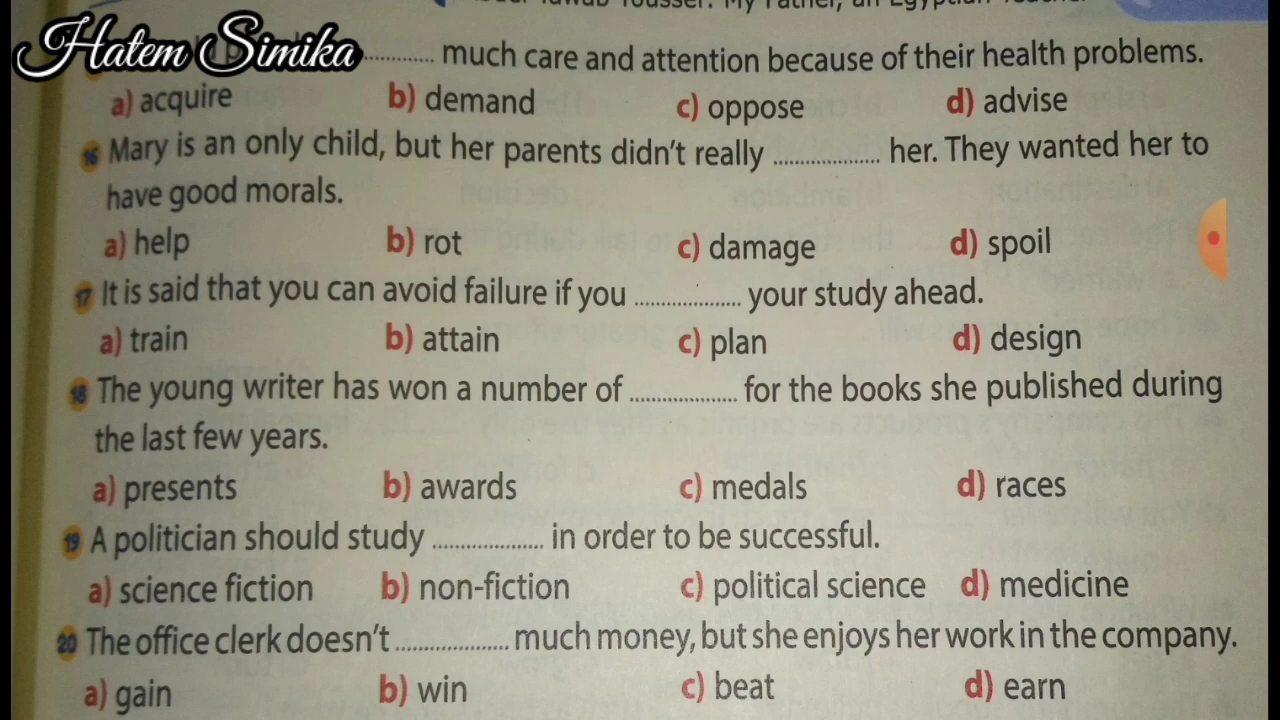 Hatem Simika
My Father, an Egyptian
.................. much care and attention because of their health problems.
a) acquire b) demand c) oppose d) advise
16 Mary is an only child, but her parents didn't really .................. her. They wanted her to
have good morals.
a) help b) rot c) damage d) spoil
17 It is said that you can avoid failure if you .................. your study ahead.
a) train b) attain c) plan d) design
18 The young writer has won a number of .................. for the books she published during
the last few years.
a) presents b) awards c) medals d) races
19 A politician should study .................. in order to be successful.
a) science fiction b) non-fiction c) political science d) medicine
20 The office clerk doesn't .................. much money, but she enjoys her work in the company.
a) gain b) win c) beat d) earn